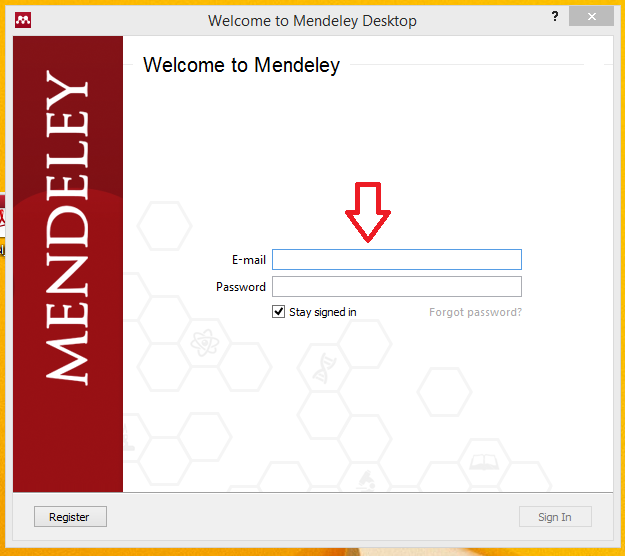 Welcome to Mendeley Desktop
?
Welcome to Mendeley
MENDELEY
E-mail
Password
Stay signed in
Forgot password?
Register
Sign In